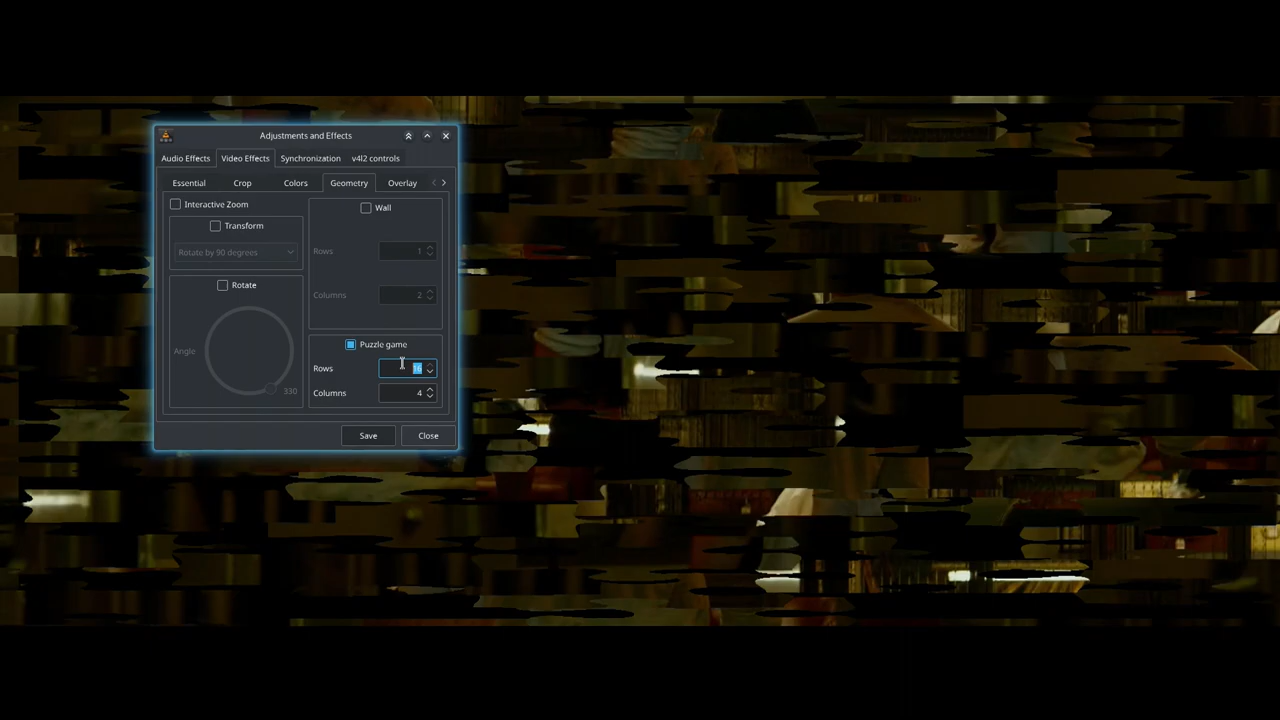 Adjustments and Effects
Audio Effects Video Effects Synchronization v4l2 controls
Essential Crop Colors Geometry Overlay
Interactive Zoom
Transform
Rotate by 90 degrees
Rotate
Angle
330
Wall
Rows 1
Columns 2
Puzzle game
Rows 16
Columns 4
Save Close